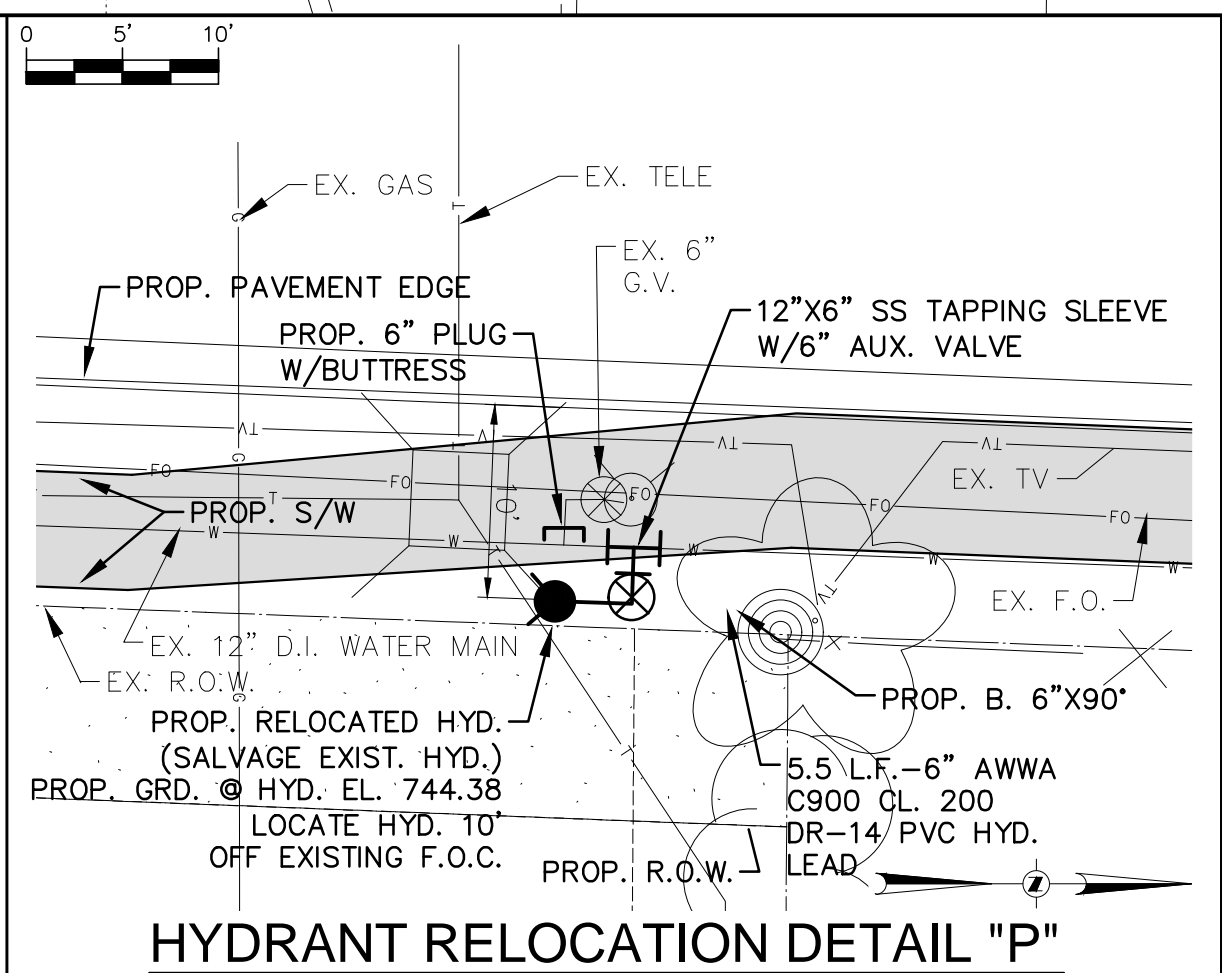 0 5' 10'
EX. GAS
EX. TELE
G
T
EX. 6"
G.V.
PROP. PAVEMENT EDGE
12"X6" SS TAPPING SLEEVE
W/6" AUX. VALVE
PROP. 6" PLUG
W/BUTTRESS
TV
V
T
TV
TV
G
FO
FO
FO
FO
FO
EX. TV
T
10'
PROP. S/W
W
W
W
W
W
T
TV
EX. F.O.
EX. 12" D.I. WATER MAIN
EX. R.O.W.
G
X
PROP. B. 6"X90°
PROP. RELOCATED HYD.
(SALVAGE EXIST. HYD.)
PROP. GRD. @ HYD. EL. 744.38
LOCATE HYD. 10'
OFF EXISTING F.O.C.
T
5.5 L.F.-6" AWWA
C900 CL. 200
DR-14 PVC HYD.
LEAD
PROP. R.O.W.
Z
HYDRANT RELOCATION DETAIL "P"